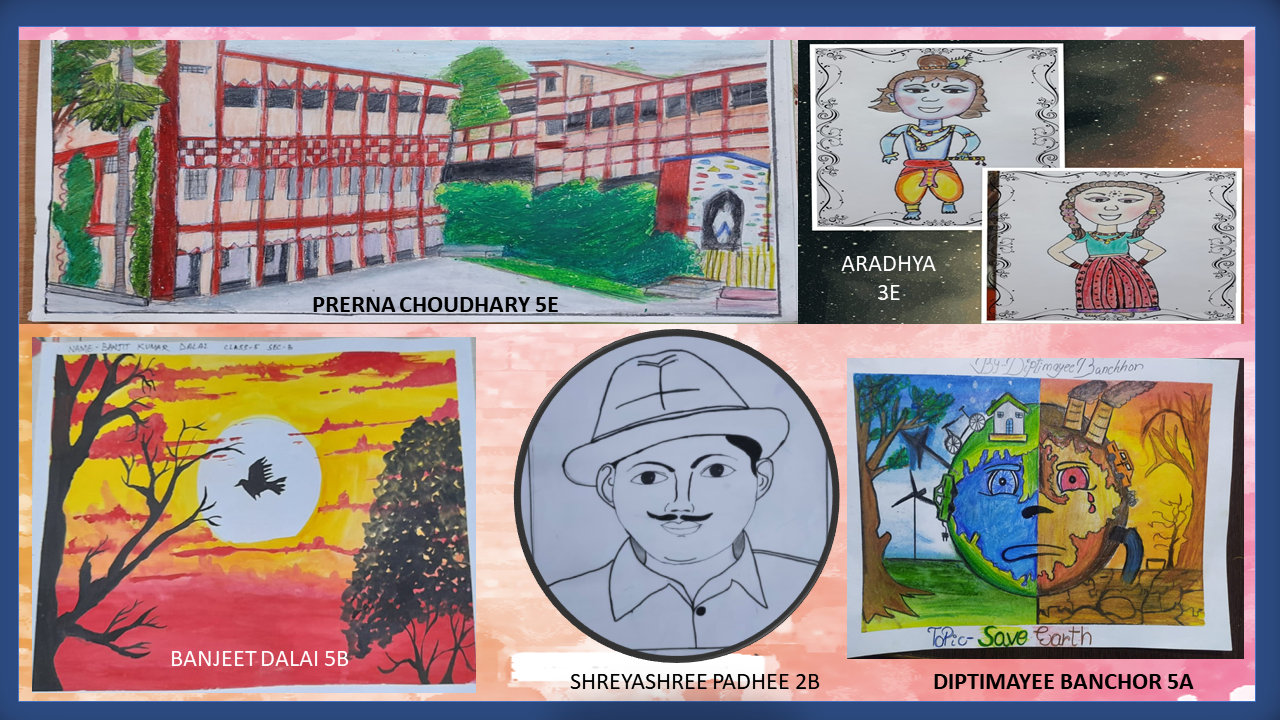 PRERNA CHOUDHARY 5E
ARADHYA
3E
NAME-BANJIT KUMAR DALAI CLASS-5 SEC-B
BANJEET DALAI 5B
SHREYASHREE PADHEE 2B
By:) Diptimayee Banchhor
ToPic- Save Earth
DIPTIMAYEE BANCHOR 5A